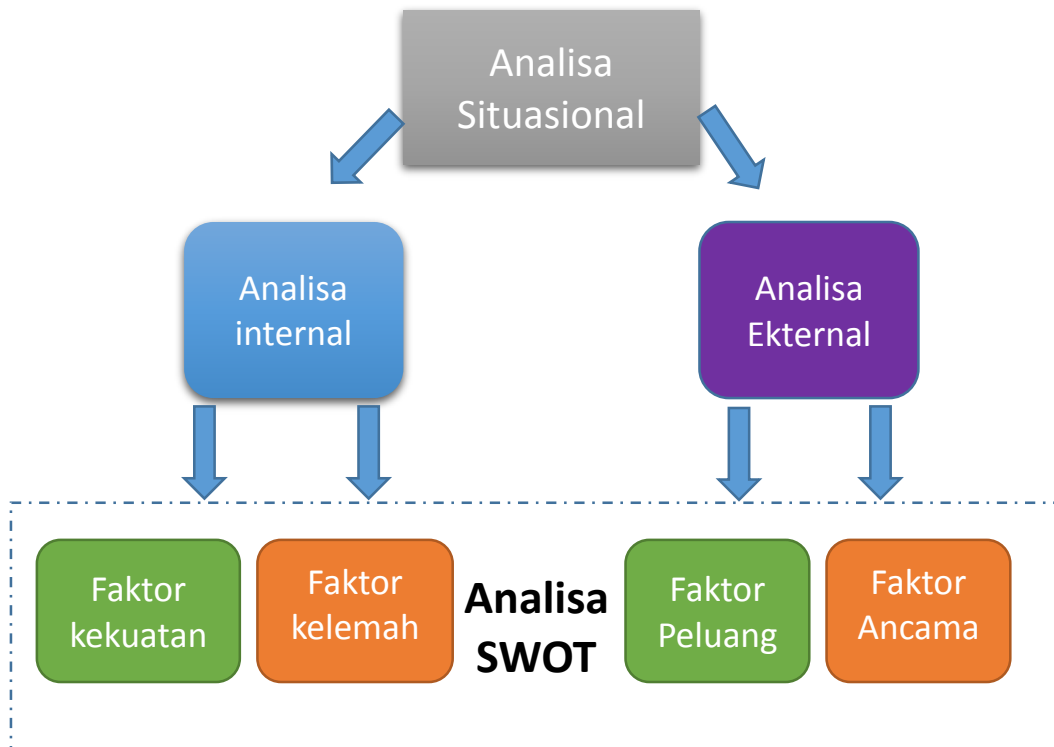 Analisa
Situasional
Analisa
internal
Analisa
Ekternal
Faktor
kekuatan
Faktor
kelemah
Analisa
SWOT
Faktor
Peluang
Faktor
Ancama